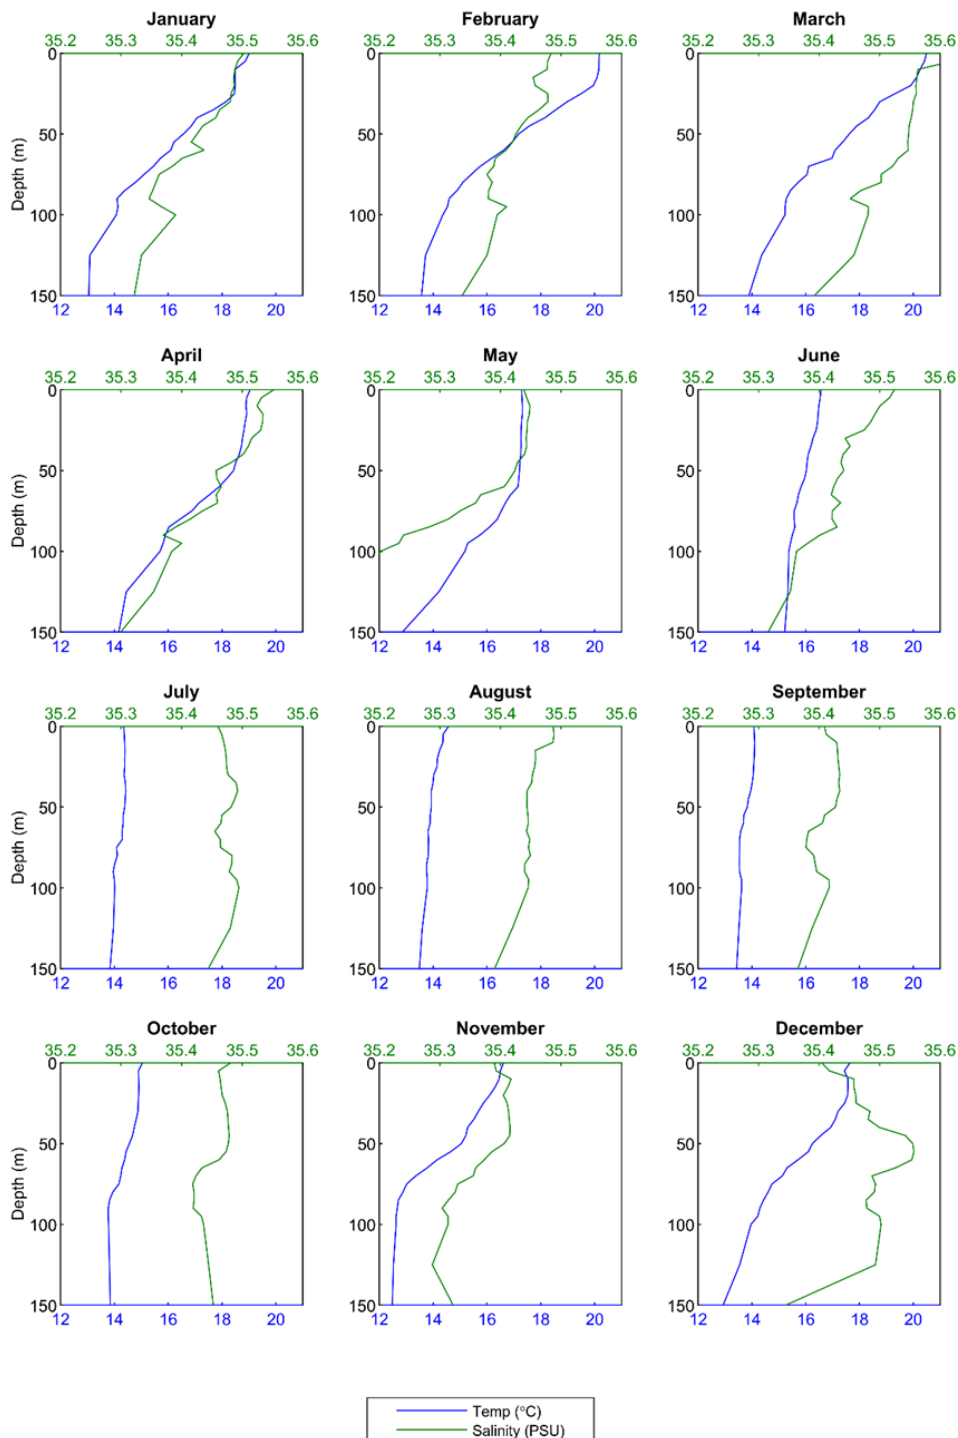 January February March
35.2 35.3 35.4 35.5 35.6 35.2 35.3 35.4 35.5 35.6 35.2 35.3 35.4 35.5 35.6
0 0 0
50 50 50
Depth (m)
100 100 100
150 150 150
12 14 16 18 20 12 14 16 18 20 12 14 16 18 20
April May June
35.2 35.3 35.4 35.5 35.6 35.2 35.3 35.4 35.5 35.6 35.2 35.3 35.4 35.5 35.6
0 0 0
50 50 50
Depth (m)
100 100 100
150 150 150
12 14 16 18 20 12 14 16 18 20 12 14 16 18 20
July August September
35.2 35.3 35.4 35.5 35.6 35.2 35.3 35.4 35.5 35.6 35.2 35.3 35.4 35.5 35.6
0 0 0
50 50 50
Depth (m)
100 100 100
150 150 150
12 14 16 18 20 12 14 16 18 20 12 14 16 18 20
October November December
35.2 35.3 35.4 35.5 35.6 35.2 35.3 35.4 35.5 35.6 35.2 35.3 35.4 35.5 35.6
0 0 0
50 50 50
Depth (m)
100 100 100
150 150 150
12 14 16 18 20 12 14 16 18 20 12 14 16 18 20
Temp (°C)
Salinity (PSU)